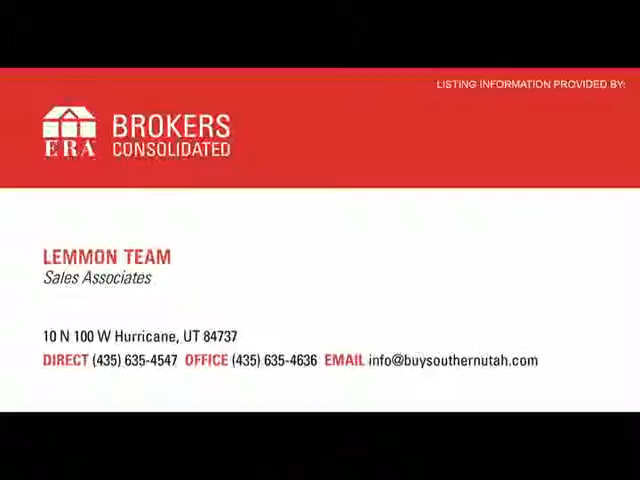 LISTING INFORMATION PROVIDED BY:
ERA
BROKERS
CONSOLIDATED
LEMMON TEAM
Sales Associates
10 N 100 W Hurricane, UT 84737
DIRECT (435) 635-4547 OFFICE (435) 635-4636 EMAIL info@buysouthernutah.com